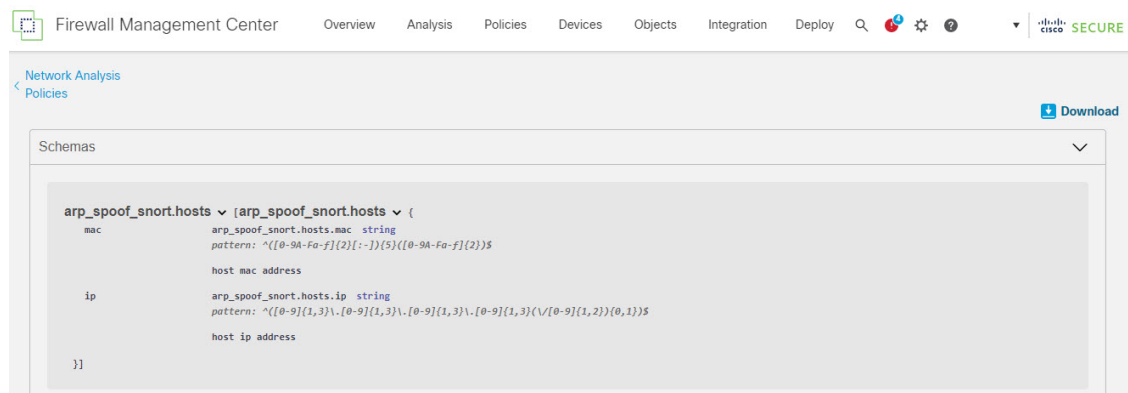 Firewall Management Center Overview Analysis Policies Devices Objects Integration Deploy 4 cisco SECURE
Network Analysis
Policies
Download
Schemas
arp_spoof_snort.hosts [arp_spoof_snort.hosts {
mac arp_spoof_snort.hosts.mac string
pattern: ^([0-9A-Fa-f]{2}[:-]){5}([0-9A-Fa-f]{2})$
host mac address
ip arp_spoof_snort.hosts.ip string
pattern: ^([0-9]{1,3}\.[0-9]{1,3}\.[0-9]{1,3}\.[0-9]{1,3}(\/[0-9]{1,2}){0,1})$
host ip address
}]